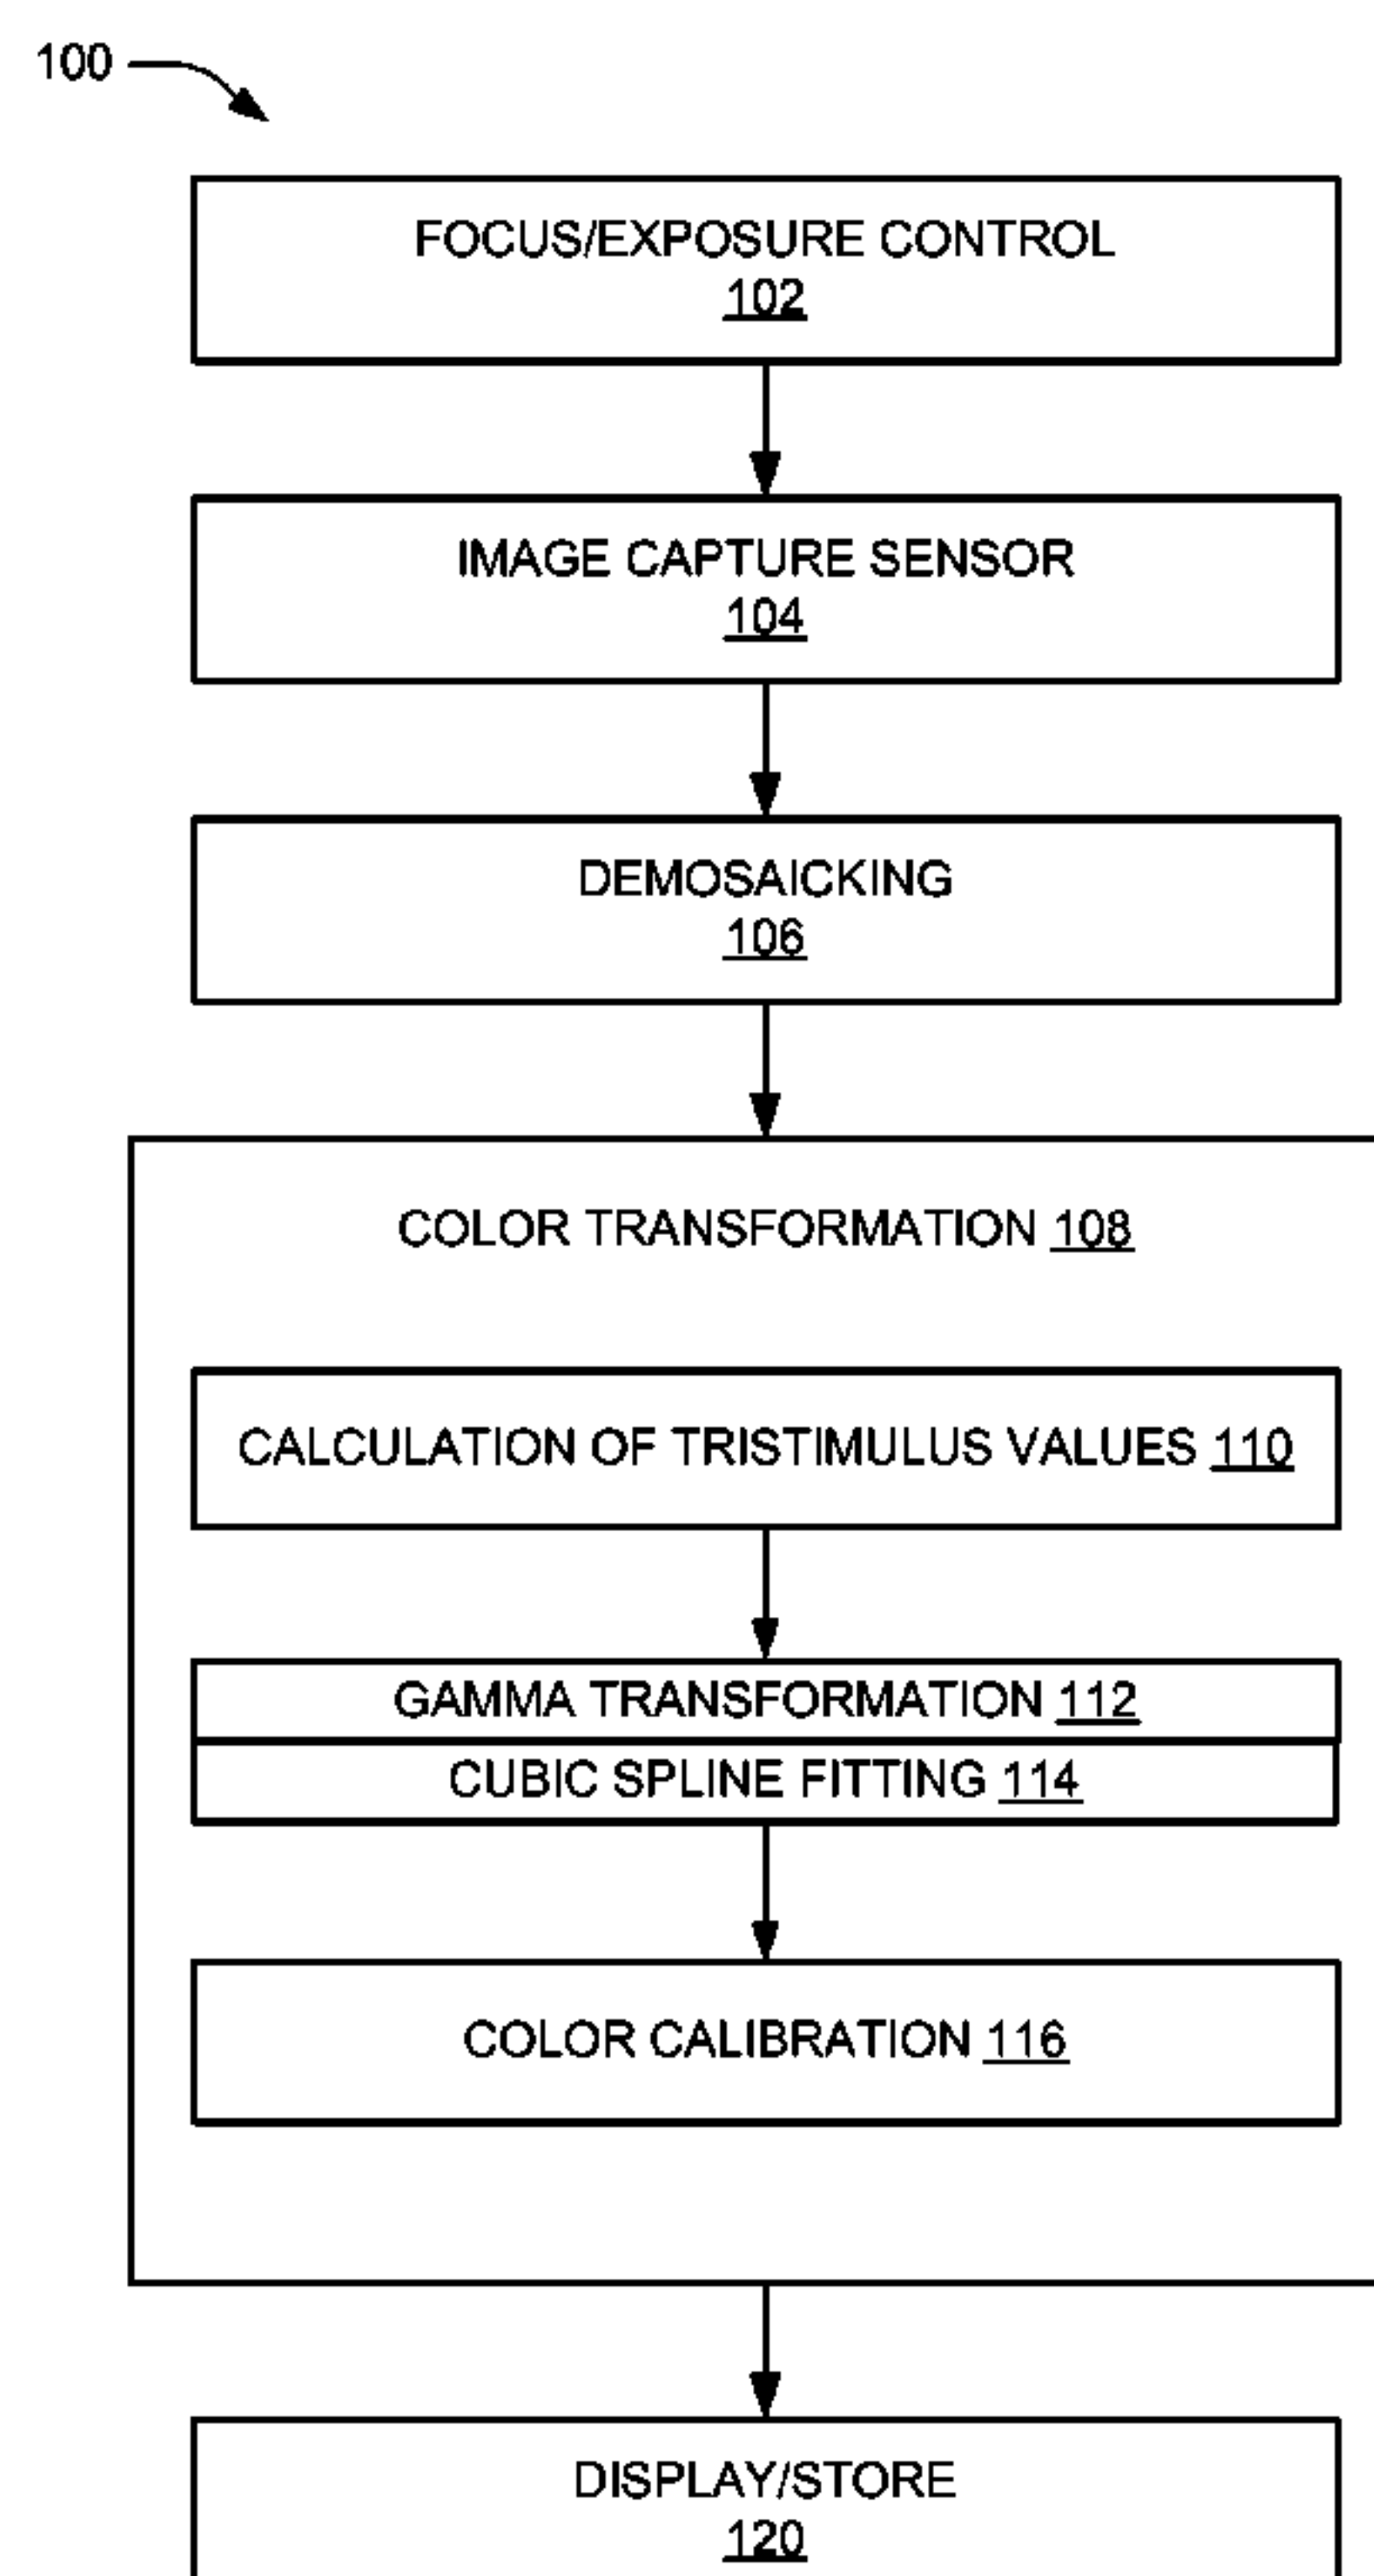 100
FOCUS/EXPOSURE CONTROL
102
IMAGE CAPTURE SENSOR
104
DEMOSAICKING
106
COLOR TRANSFORMATION 108
CALCULATION OF TRISTIMULUS VALUES 110
GAMMA TRANSFORMATION 112
CUBIC SPLINE FITTING 114
COLOR CALIBRATION 116
DISPLAY/STORE
120